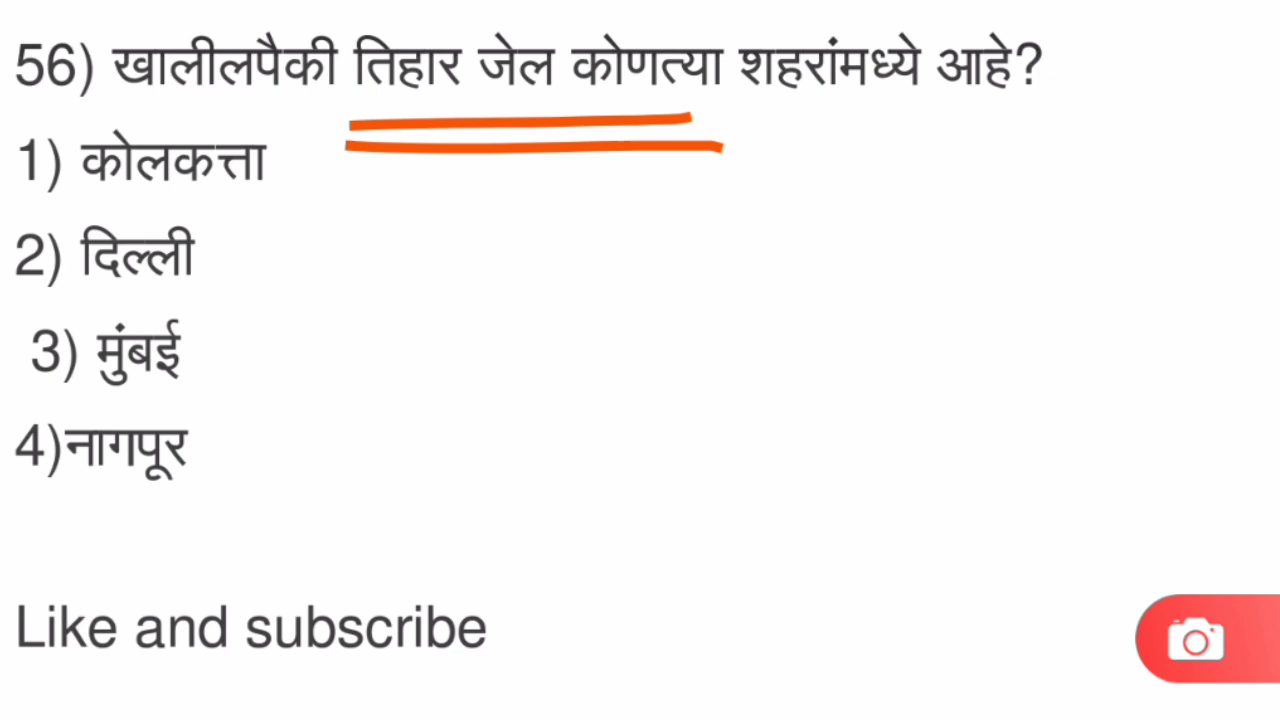 56) खालीलपैकी तिहार जेल कोणत्या शहरांमध्ये आहे?
1) कोलकत्ता
2) दिल्ली
3) मुंबई
4)नागपूर
Like and subscribe